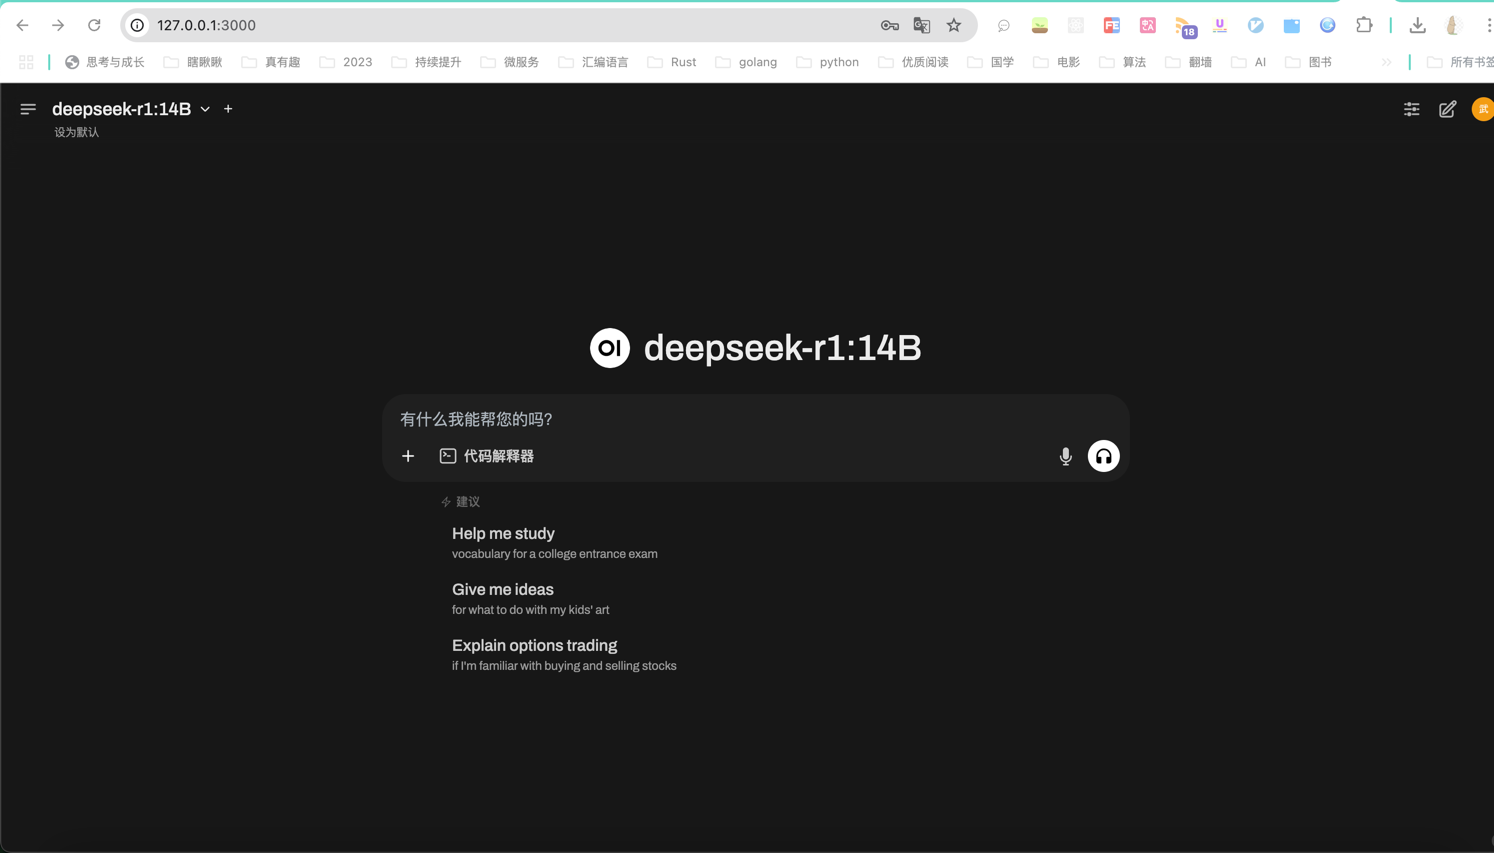 127.0.0.1:3000
FE
18
U
思考与成长 瞎瞅瞅 真有趣 2023 持续提升 微服务 汇编语言 Rust golang python 优质阅读 国学 电影 算法 翻墙 AI 图书 » 所有书签
deepseek-r1:14B
设为默认
武
OI deepseek-r1:14B
有什么我能帮您的吗?
代码解释器
建议
Help me study
vocabulary for a college entrance exam
Give me ideas
for what to do with my kids' art
Explain options trading
if I'm familiar with buying and selling stocks